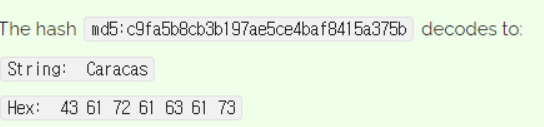 The hash md5:c9fa5b8cb3b197ae5ce4baf8415a375b decodes to:
String: Caracas
Hex: 43 61 72 61 63 61 73